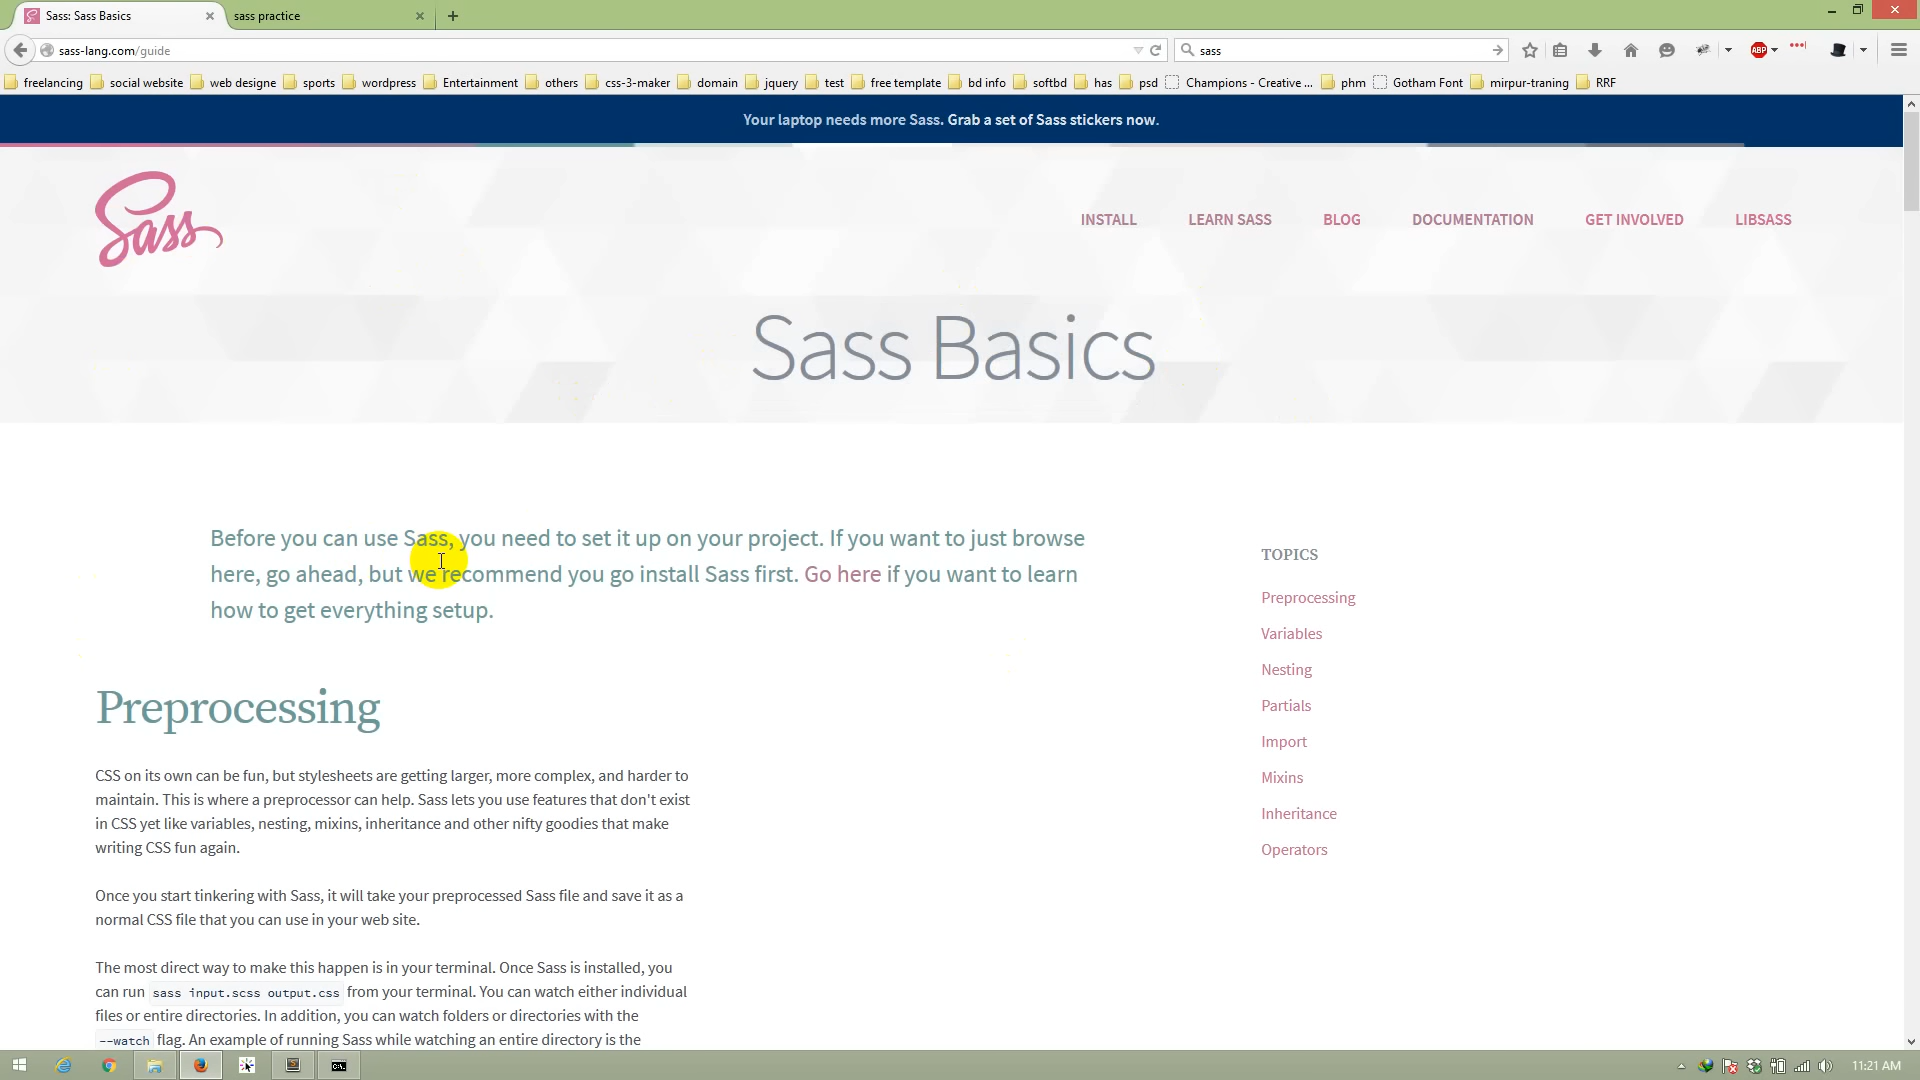 Sass: Sass Basics
sass practice
sass-lang.com/guide
sass
ABP
freelancing social website web designe sports wordpress Entertainment others css-3-maker domain jquery test free template bd info softbd has psd Champions - Creative ... phm Gotham Font mirpur-traning RRF
Your laptop needs more Sass. Grab a set of Sass stickers now.
Sass
INSTALL LEARN SASS BLOG DOCUMENTATION GET INVOLVED LIBSASS
Sass Basics
Before you can use Sass, you need to set it up on your project. If you want to just browse
here, go ahead, but we recommend you go install Sass first. Go here if you want to learn
how to get everything setup.
Preprocessing
CSS on its own can be fun, but stylesheets are getting larger, more complex, and harder to
maintain. This is where a preprocessor can help. Sass lets you use features that don't exist
in CSS yet like variables, nesting, mixins, inheritance and other nifty goodies that make
writing CSS fun again.
Once you start tinkering with Sass, it will take your preprocessed Sass file and save it as a
normal CSS file that you can use in your web site.
The most direct way to make this happen is in your terminal. Once Sass is installed, you
can run sass input.scss output.css from your terminal. You can watch either individual
files or entire directories. In addition, you can watch folders or directories with the
--watch flag. An example of running Sass while watching an entire directory is the
TOPICS
Preprocessing
Variables
Nesting
Partials
Import
Mixins
Inheritance
Operators
11:21 AM